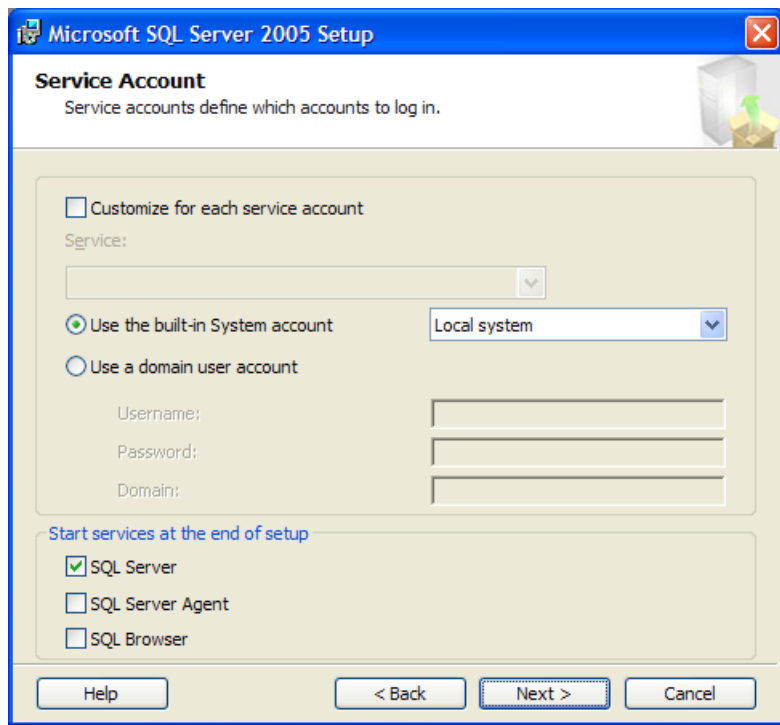 Microsoft SQL Server 2005 Setup
Service Account
Service accounts define which accounts to log in.
Customize for each service account
Service:
Use the built-in System account
Local system
Use a domain user account
Username:
Password:
Domain:
Start services at the end of setup
SQL Server
SQL Server Agent
SQL Browser
Help
< Back
Next >
Cancel